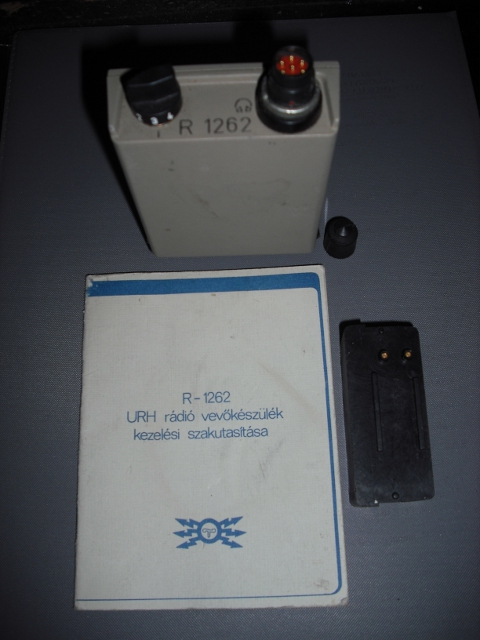 R 1262
R-1262
URH rádió vevőkészülék
kezelési szakutasítása